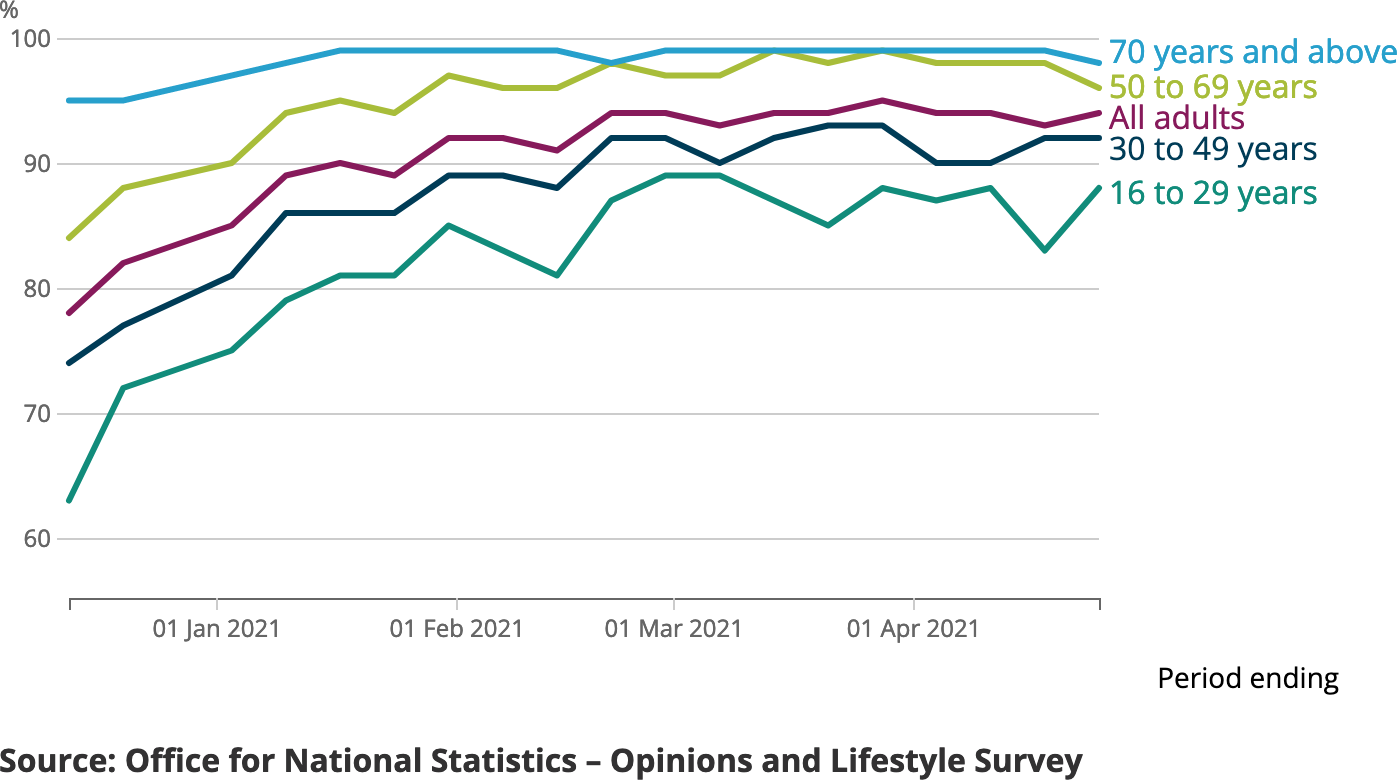 %
100
70 years and above
50 to 69 years
All adults
30 to 49 years
90
16 to 29 years
80
70
60
01 Jan 2021 01 Feb 2021 01 Mar 2021 01 Apr 2021
Period ending
Source: Office for National Statistics – Opinions and Lifestyle Survey